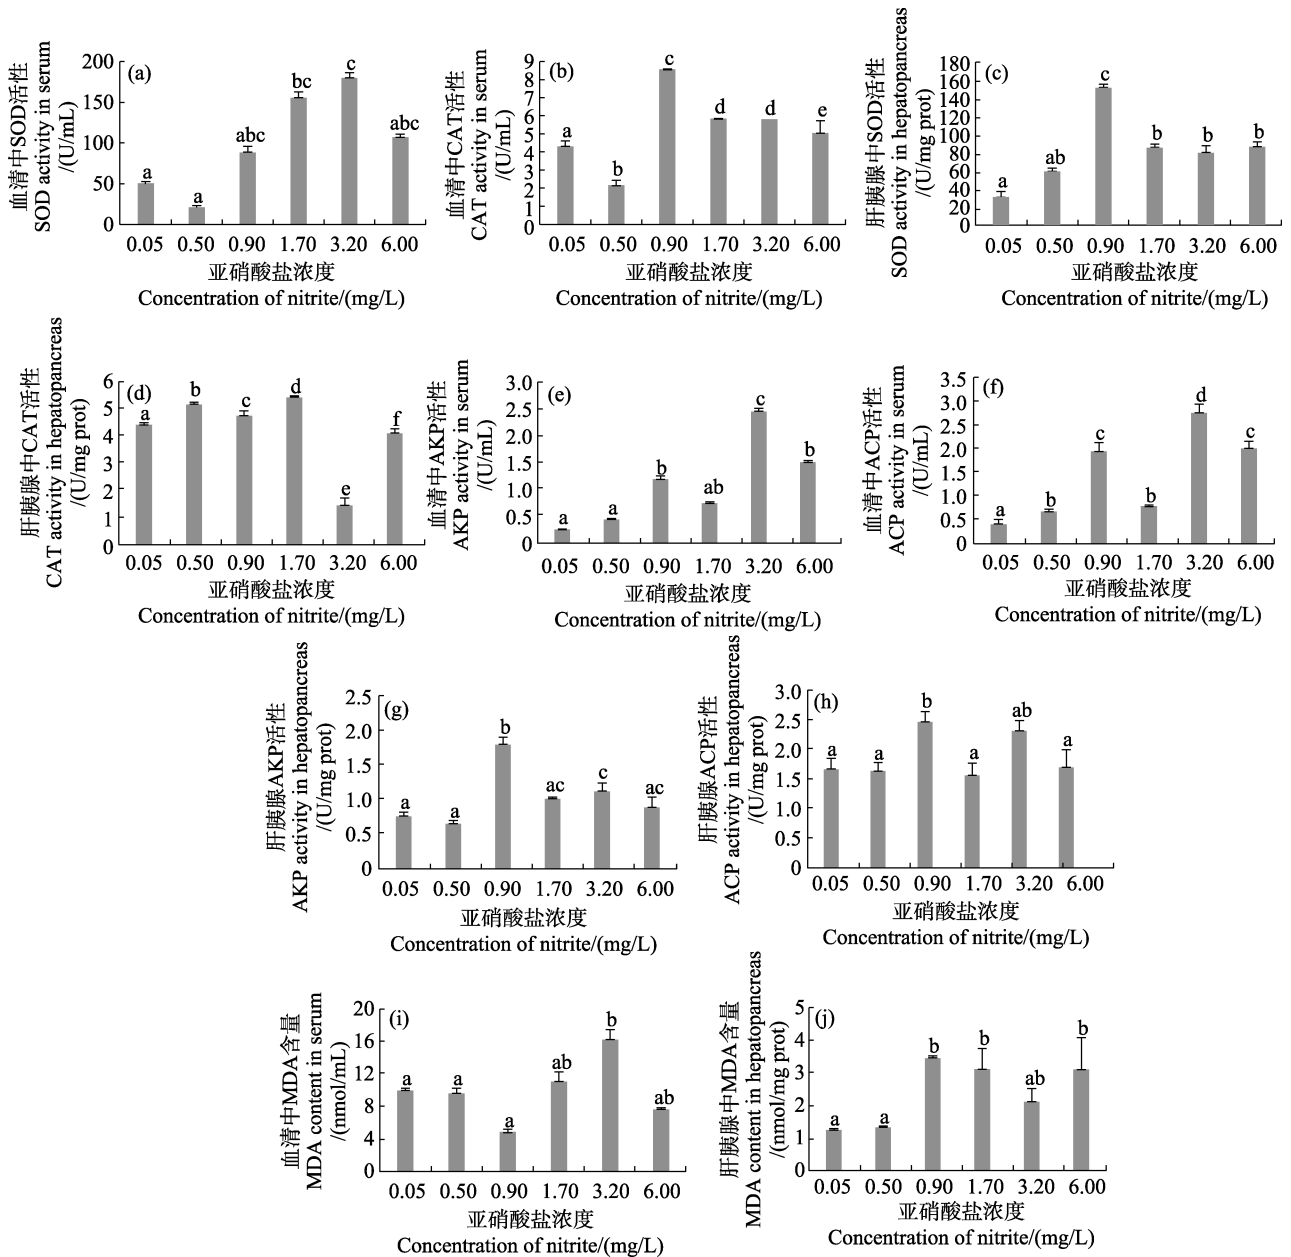 血清中SOD活性
SOD activity in serum
/(U/mL)
(a)
200
150
100
50
0
a
a
abc
bc
c
abc
0.05 0.50 0.90 1.70 3.20 6.00
亚硝酸盐浓度
Concentration of nitrite/(mg/L)
血清中CAT活性
CAT activity in serum
/(U/mL)
(b)
9
8
7
6
5
4
3
2
1
0
a
b
c
d
d
e
0.05 0.50 0.90 1.70 3.20 6.00
亚硝酸盐浓度
Concentration of nitrite/(mg/L)
肝胰腺中SOD活性
SOD activity in hepatopancreas
/(U/mg prot)
(c)
180
160
140
120
100
80
60
40
20
0
a
ab
c
b
b
b
0.05 0.50 0.90 1.70 3.20 6.00
亚硝酸盐浓度
Concentration of nitrite/(mg/L)
肝胰腺中CAT活性
CAT activity in hepatopancreas
/(U/mg prot)
(d)
6
5
4
3
2
1
0
a
b
c
d
e
f
0.05 0.50 0.90 1.70 3.20 6.00
亚硝酸盐浓度
Concentration of nitrite/(mg/L)
血清中AKP活性
AKP activity in serum
/(U/mL)
(e)
3.0
2.5
2.0
1.5
1.0
0.5
0
a
a
b
ab
c
b
0.05 0.50 0.90 1.70 3.20 6.00
亚硝酸盐浓度
Concentration of nitrite/(mg/L)
血清中ACP活性
ACP activity in serum
/(U/mL)
(f)
3.5
3.0
2.5
2.0
1.5
1.0
0.5
0
a
b
c
b
d
c
0.05 0.50 0.90 1.70 3.20 6.00
亚硝酸盐浓度
Concentration of nitrite/(mg/L)
肝胰腺AKP活性
AKP activity in hepatopancreas
/(U/mg prot)
(g)
2.5
2.0
1.5
1.0
0.5
0
a
a
b
ac
c
ac
0.05 0.50 0.90 1.70 3.20 6.00
亚硝酸盐浓度
Concentration of nitrite/(mg/L)
肝胰腺ACP活性
ACP activity in hepatopancreas
/(U/mg prot)
(h)
3.0
2.5
2.0
1.5
1.0
0.5
0
a
a
b
a
ab
a
0.05 0.50 0.90 1.70 3.20 6.00
亚硝酸盐浓度
Concentration of nitrite/(mg/L)
血清中MDA含量
MDA content in serum
/(nmol/mL)
(i)
20
16
12
8
4
0
a
a
a
ab
b
ab
0.05 0.50 0.90 1.70 3.20 6.00
亚硝酸盐浓度
Concentration of nitrite/(mg/L)
肝胰腺中MDA含量
MDA content in hepatopancreas
/(nmol/mg prot)
(j)
5
4
3
2
1
0
a
a
b
b
ab
b
0.05 0.50 0.90 1.70 3.20 6.00
亚硝酸盐浓度
Concentration of nitrite/(mg/L)